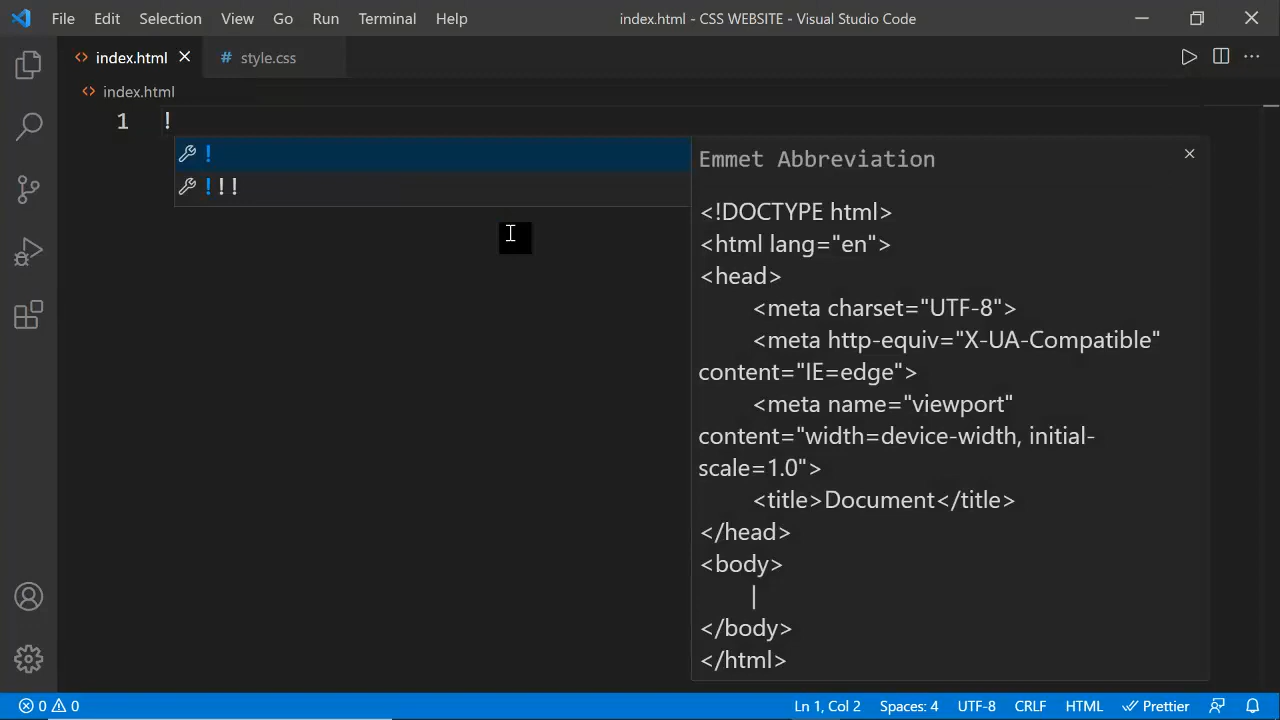 File Edit Selection View Go Run Terminal Help index.html - CSS WEBSITE - Visual Studio Code
index.html # style.css
index.html
1 !
!
!!!
Emmet Abbreviation
<!DOCTYPE html>
<html lang="en">
<head>
<meta charset="UTF-8">
<meta http-equiv="X-UA-Compatible"
content="IE=edge">
<meta name="viewport"
content="width=device-width, initial-
scale=1.0">
<title>Document</title>
</head>
<body>
|
</body>
</html>
0 0 Ln 1, Col 2 Spaces: 4 UTF-8 CRLF HTML Prettier